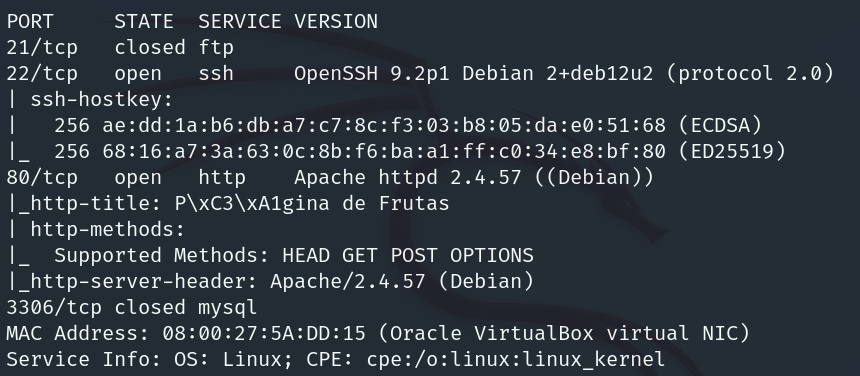 PORT     STATE  SERVICE VERSION
21/tcp   closed ftp
22/tcp   open   ssh     OpenSSH 9.2p1 Debian 2+deb12u2 (protocol 2.0)
| ssh-hostkey:
|   256 ae:dd:1a:b6:db:a7:c7:8c:f3:03:b8:05:da:e0:51:68 (ECDSA)
|_  256 68:16:a7:3a:63:0c:8b:f6:ba:a1:ff:c0:34:e8:bf:80 (ED25519)
80/tcp   open   http    Apache httpd 2.4.57 ((Debian))
|_http-title: P\xC3\xA1gina de Frutas
| http-methods:
|_  Supported Methods: HEAD GET POST OPTIONS
|_http-server-header: Apache/2.4.57 (Debian)
3306/tcp closed mysql
MAC Address: 08:00:27:5A:DD:15 (Oracle VirtualBox virtual NIC)
Service Info: OS: Linux; CPE: cpe:/o:linux:linux_kernel